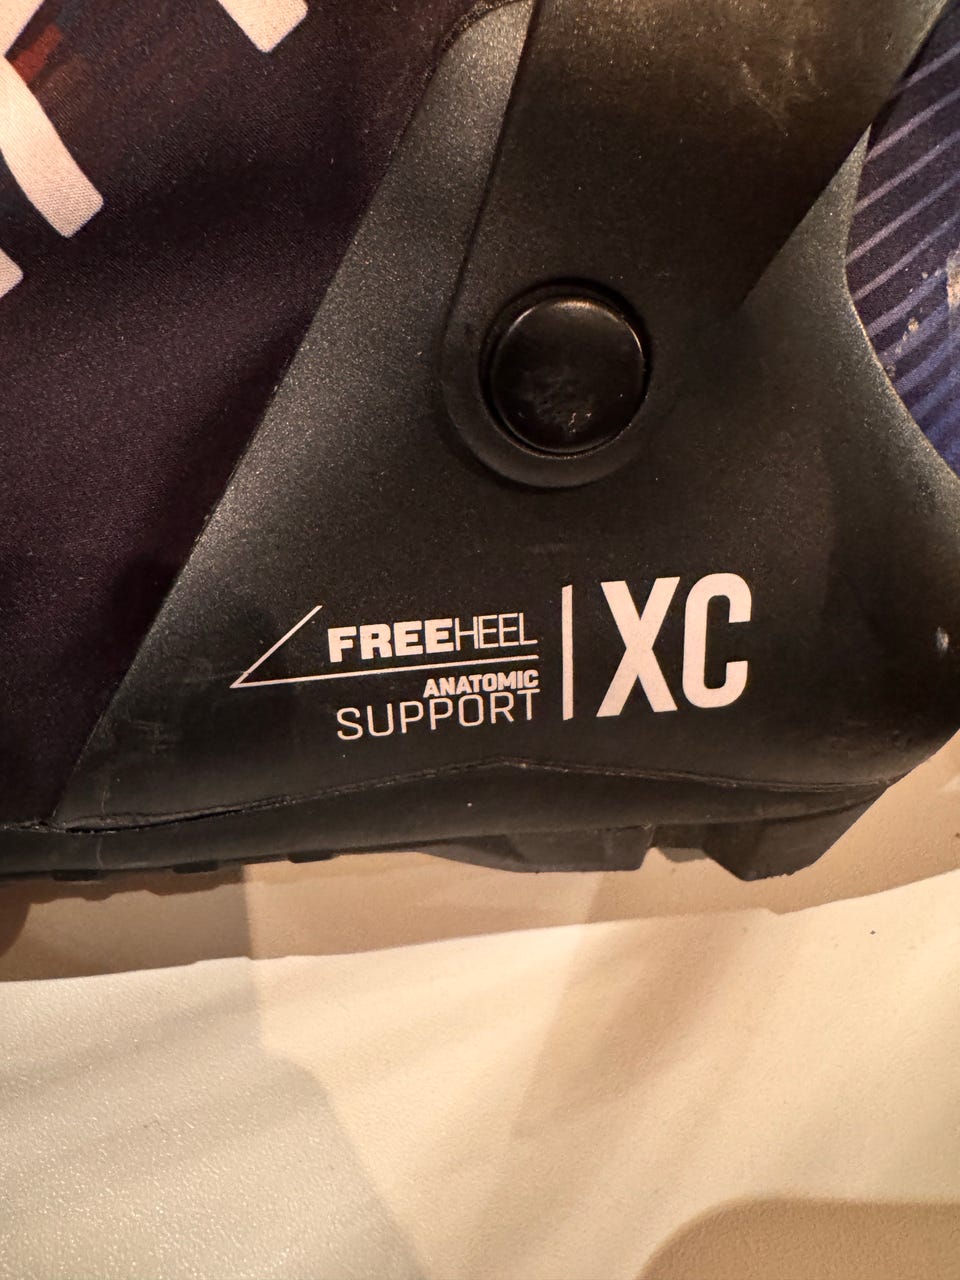 FREEHEEL
ANATOMIC
SUPPORT
XC